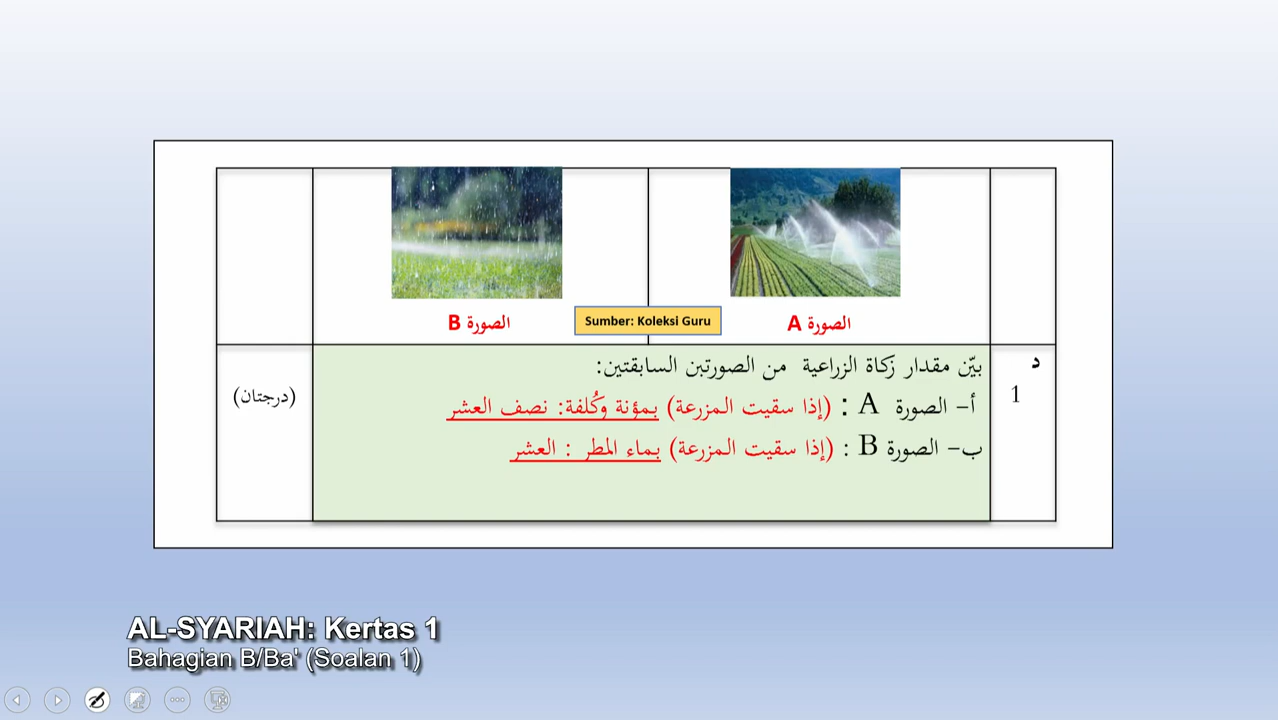 الصورة A
الصورة B
Sumber: Koleksi Guru
د
1
بيّن مقدار زكاة الزراعية من الصورتبن السابقتين:
أ- الصورة A : (إذا سقيت المزرعة) بمؤنة وكُلفة: نصف العشر
ب- الصورة B : (إذا سقيت المزرعة) بماء المطر : العشر
(درجتان)
AL-SYARIAH: Kertas 1
Bahagian B/Ba' (Soalan 1)